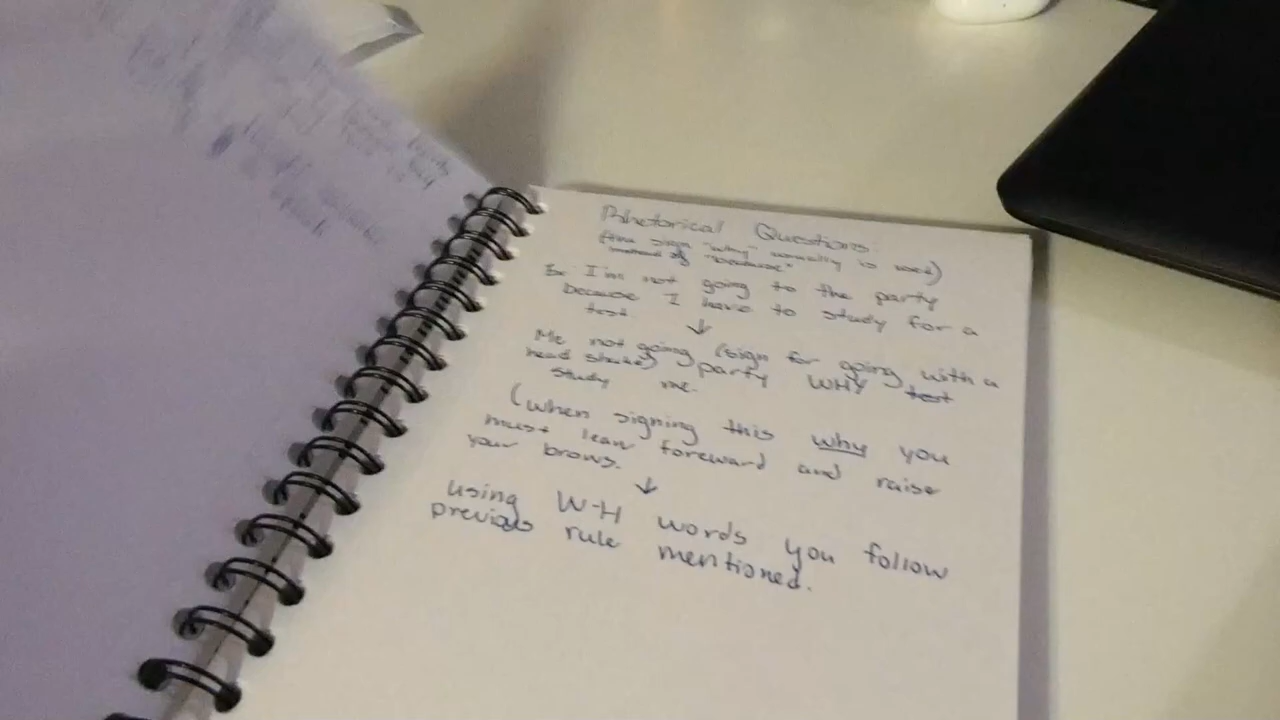 Rhetorical Questions
(the sign "why" normally is used)
instead of "because"
Ex: I'm not going to the party
because I have to study for a
test.
↓
Me not going (sign for going with a
head shake) party WHY test
study me.
(when signing this why you
must lean foreward and raise
your brows.
↓
using W-H words you follow
previous rule mentioned.